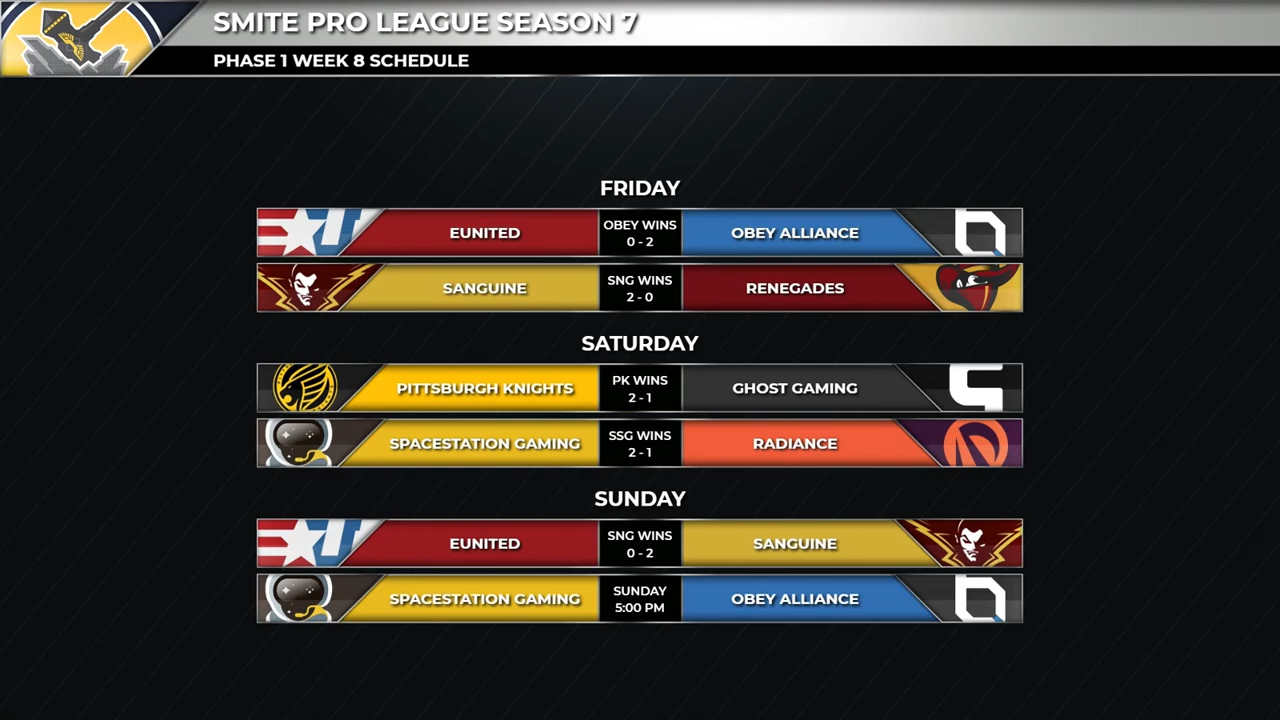 SMITE PRO LEAGUE SEASON 7
PHASE 1 WEEK 8 SCHEDULE
FRIDAY
EUNITED
OBEY WINS
0 - 2
OBEY ALLIANCE
SANGUINE
SNG WINS
2 - 0
RENEGADES
SATURDAY
PITTSBURGH KNIGHTS
PK WINS
2 - 1
GHOST GAMING
SPACESTATION GAMING
SSG WINS
2 - 1
RADIANCE
SUNDAY
EUNITED
SNG WINS
0 - 2
SANGUINE
SPACESTATION GAMING
SUNDAY
5:00 PM
OBEY ALLIANCE